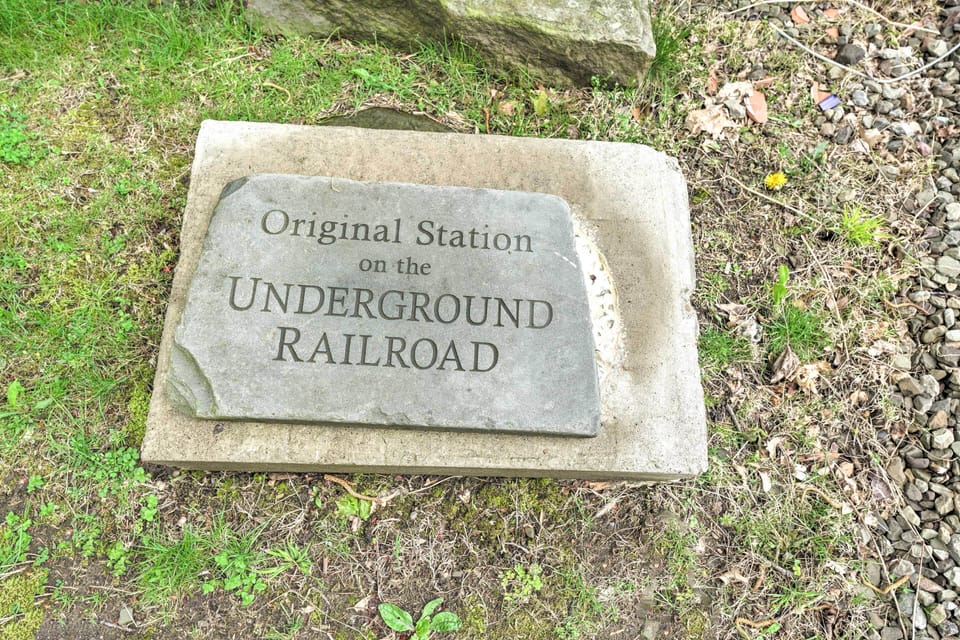 Original Station
on the
UNDERGROUND
RAILROAD